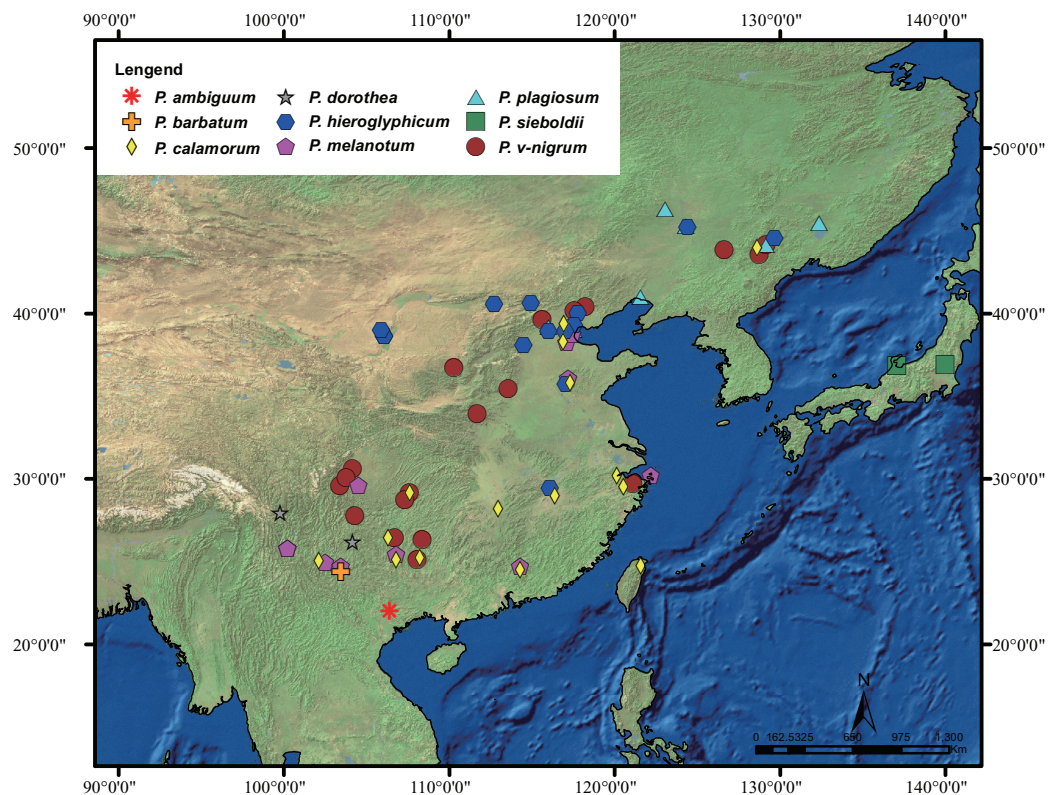 90°0'0" 100°0'0" 110°0'0" 120°0'0" 130°0'0" 140°0'0"
Lengend
P. ambiguum P. dorothea P. plagiosum
P. barbatum P. hieroglyphicum P. sieboldii
P. calamorum P. melanotum P. v-nigrum
50°0'0" 50°0'0"
40°0'0" 40°0'0"
30°0'0" 30°0'0"
20°0'0" 20°0'0"
N
0 162.5325 650 975 1,300
Km
90°0'0" 100°0'0" 110°0'0" 120°0'0" 130°0'0" 140°0'0"